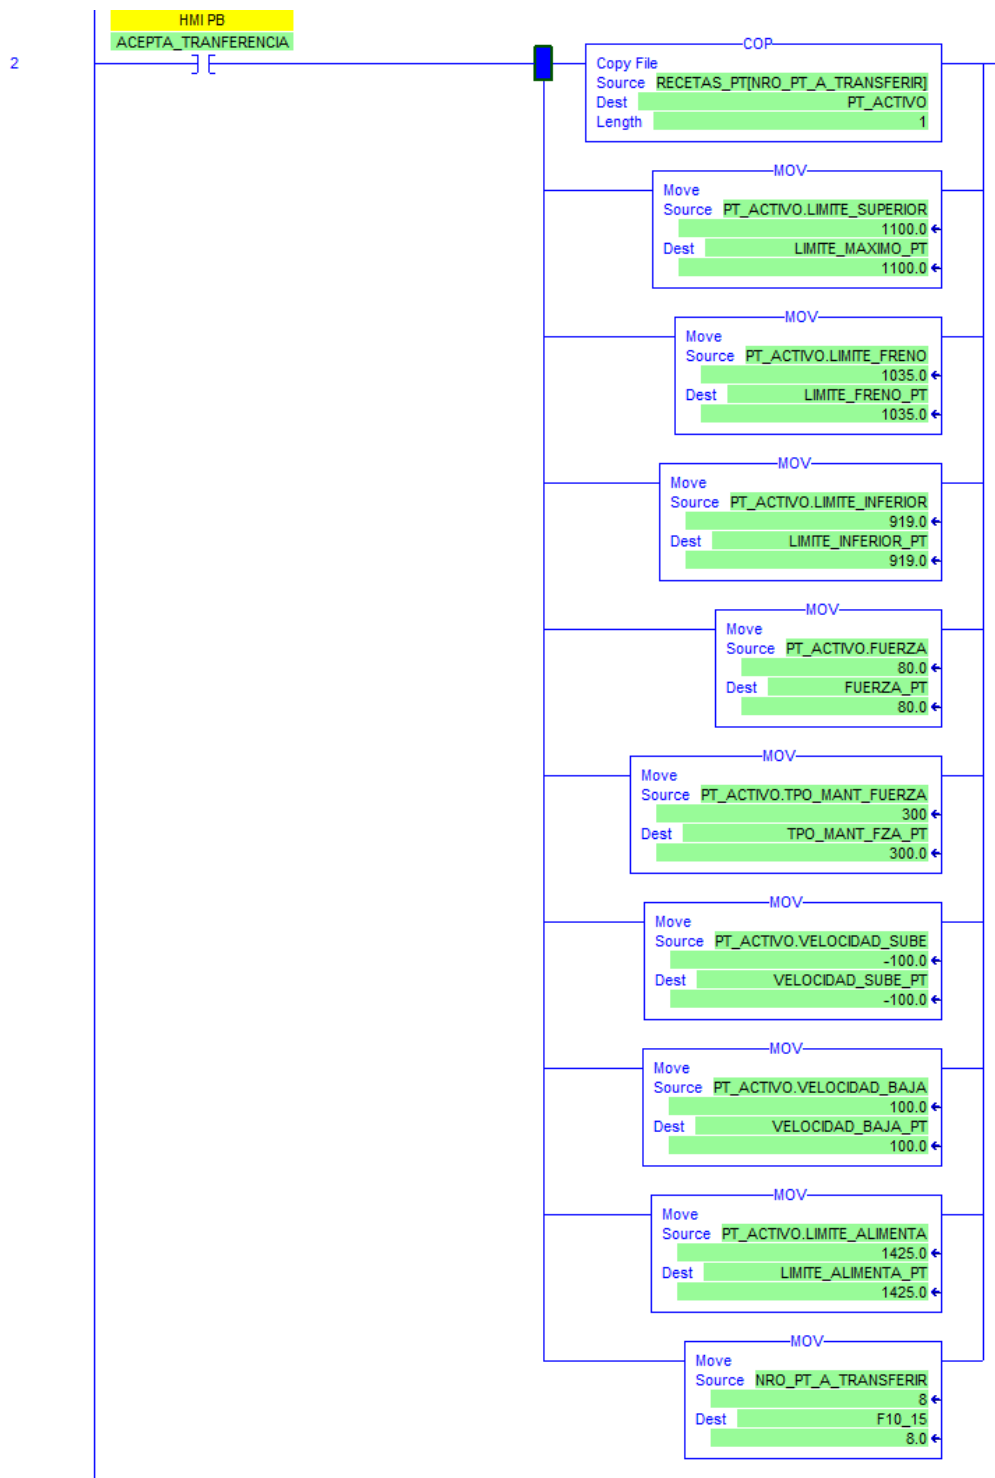 HMI PB
ACEPTA_TRANFERENCIA
2
COP
Copy File
Source RECETAS_PT[NRO_PT_A_TRANSFERIR]
Dest PT_ACTIVO
Length 1
MOV
Move
Source PT_ACTIVO.LIMITE_SUPERIOR
1100.0
Dest LIMITE_MAXIMO_PT
1100.0
MOV
Move
Source PT_ACTIVO.LIMITE_FRENO
1035.0
Dest LIMITE_FRENO_PT
1035.0
MOV
Move
Source PT_ACTIVO.LIMITE_INFERIOR
919.0
Dest LIMITE_INFERIOR_PT
919.0
MOV
Move
Source PT_ACTIVO.FUERZA
80.0
Dest FUERZA_PT
80.0
MOV
Move
Source PT_ACTIVO.TPO_MANT_FUERZA
300
Dest TPO_MANT_FZA_PT
300.0
MOV
Move
Source PT_ACTIVO.VELOCIDAD_SUBE
-100.0
Dest VELOCIDAD_SUBE_PT
-100.0
MOV
Move
Source PT_ACTIVO.VELOCIDAD_BAJA
100.0
Dest VELOCIDAD_BAJA_PT
100.0
MOV
Move
Source PT_ACTIVO.LIMITE_ALIMENTA
1425.0
Dest LIMITE_ALIMENTA_PT
1425.0
MOV
Move
Source NRO_PT_A_TRANSFERIR
8
Dest F10_15
8.0